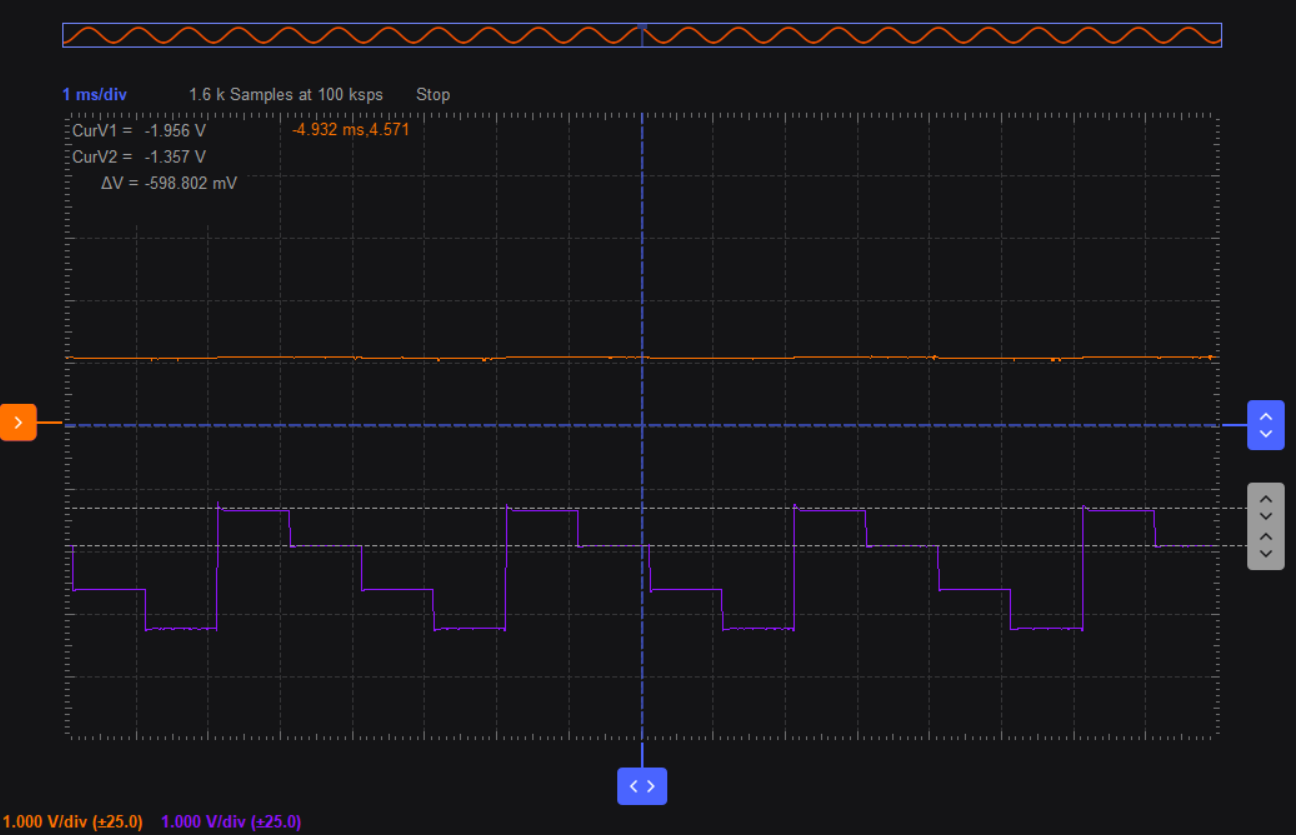 1 ms/div 1.6 k Samples at 100 ksps Stop
CurV1 = -1.956 V -4.932 ms,4.571
CurV2 = -1.357 V
ΔV = -598.802 mV
1.000 V/div (±25.0) 1.000 V/div (±25.0)